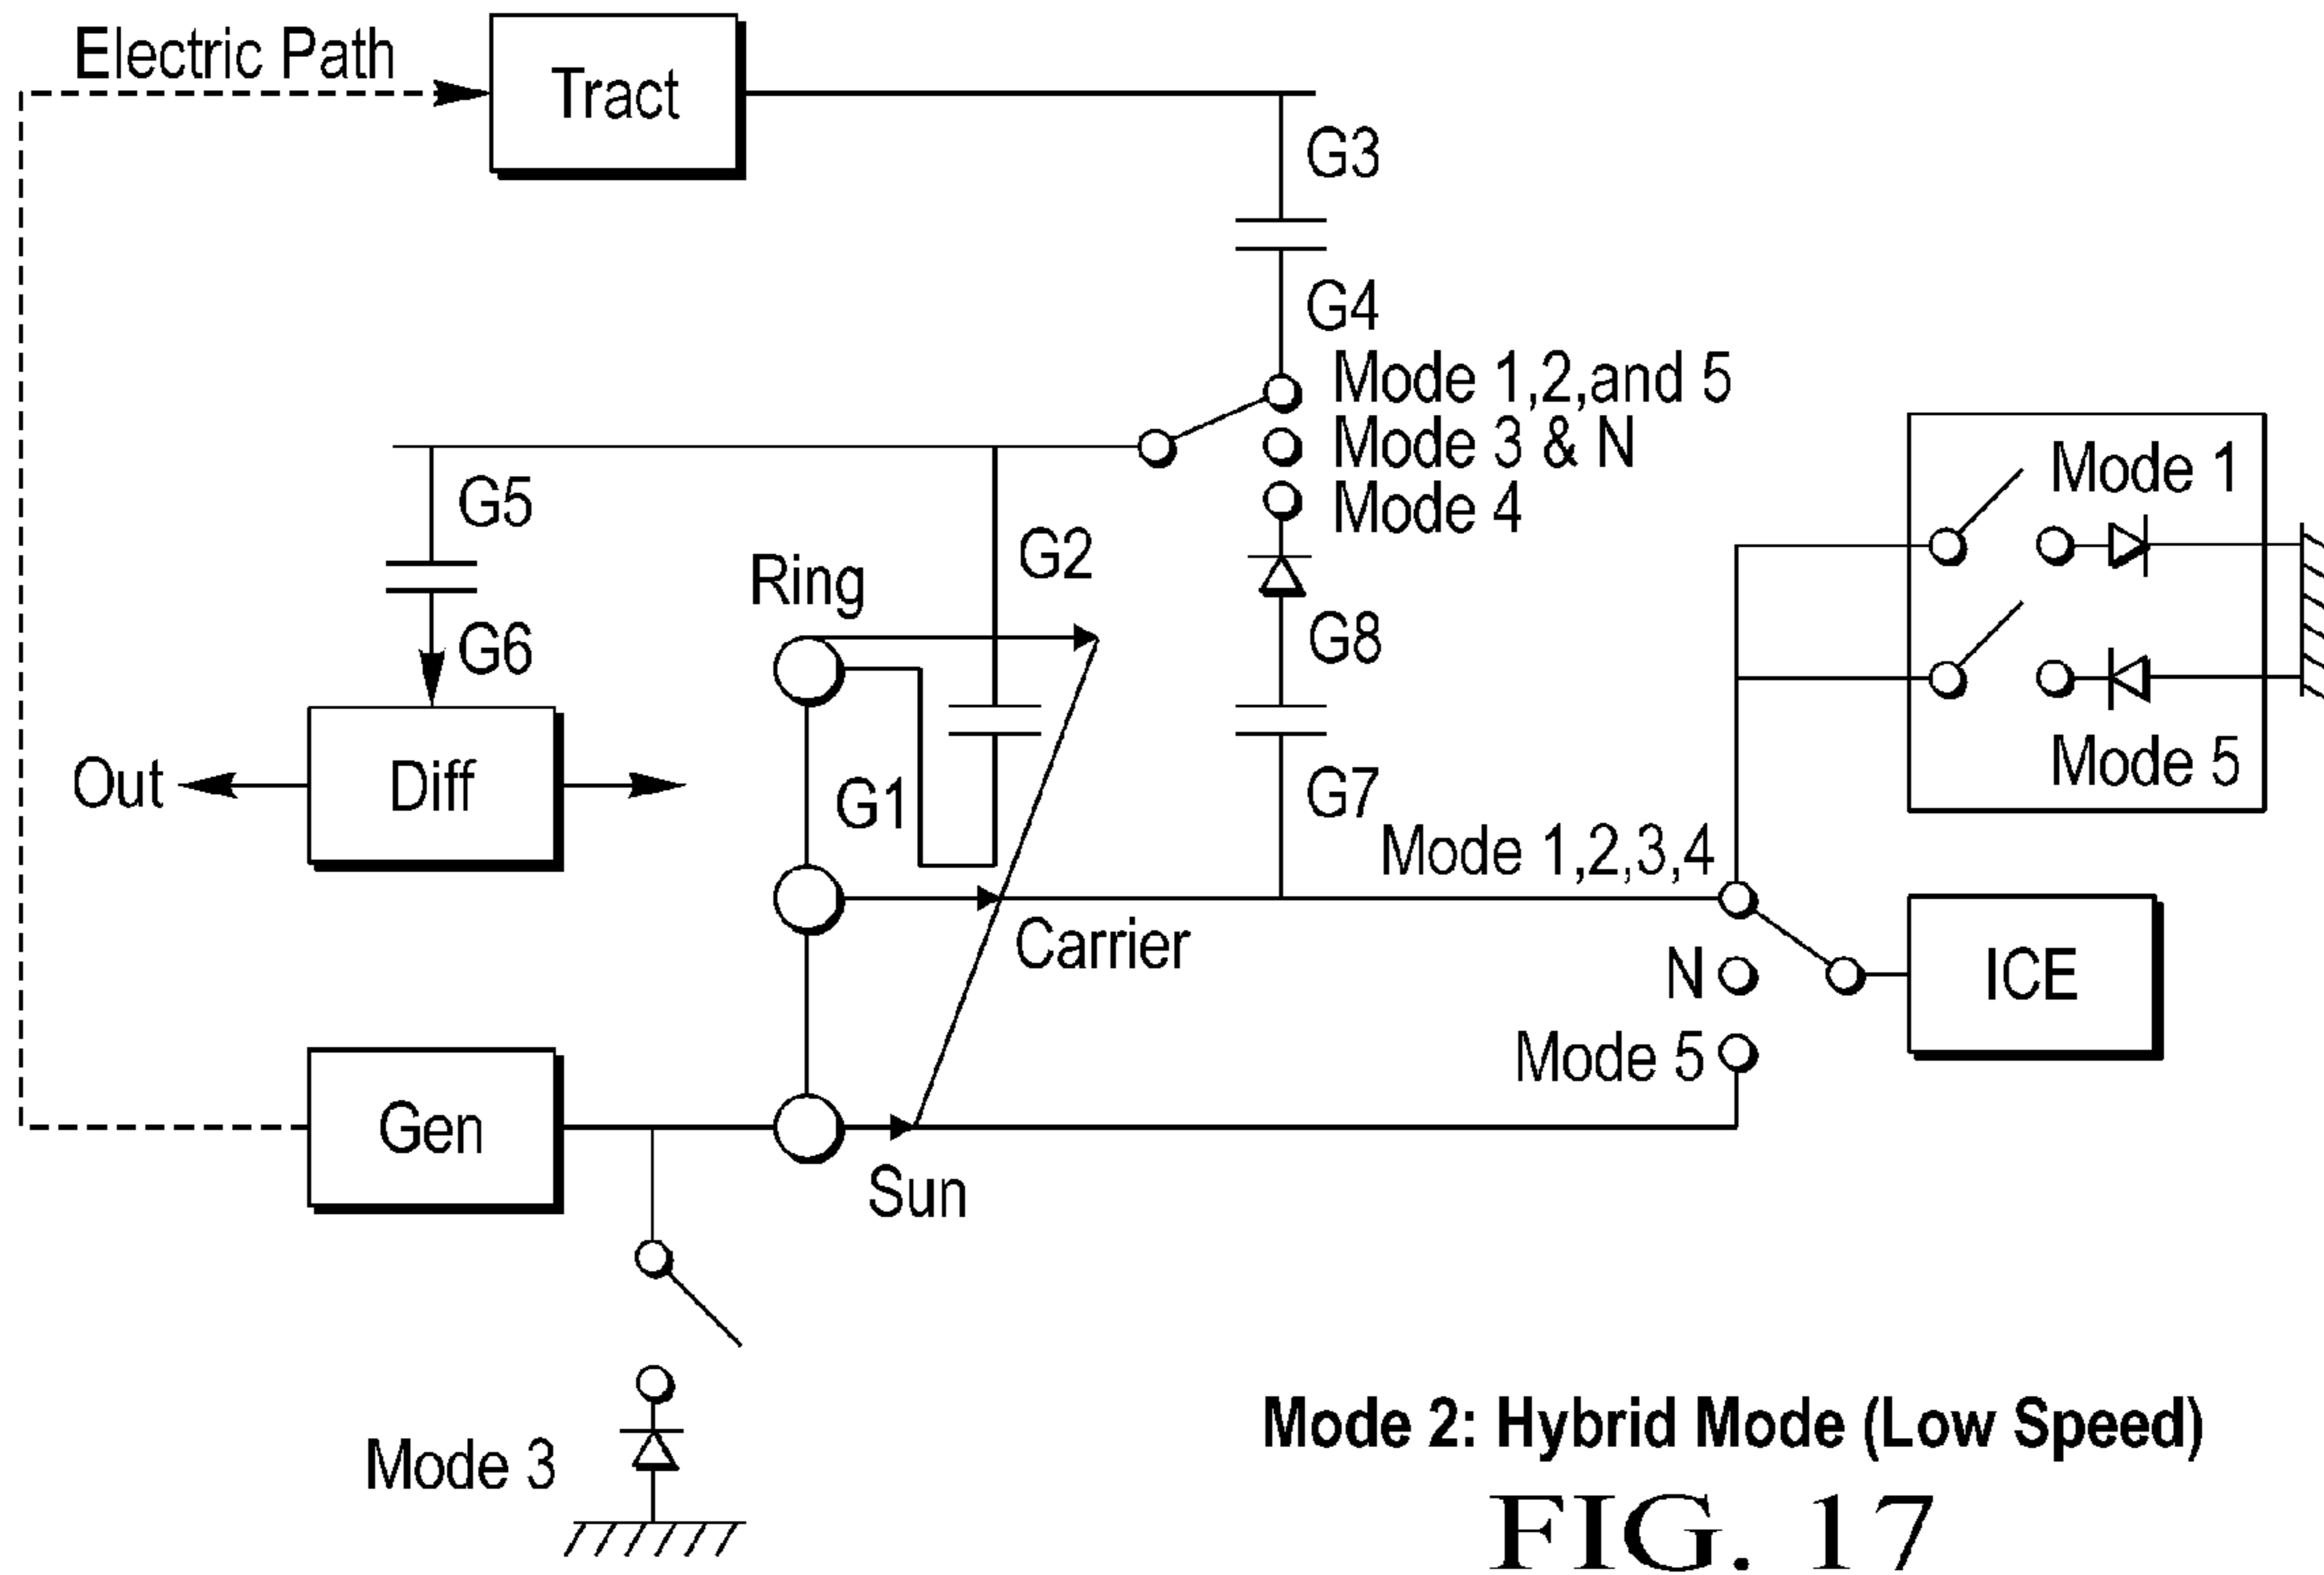 Electric Path
Tract
G3
G4
Mode 1,2,and 5
Mode 3 & N
Mode 4
G5
G2
Mode 1
Ring
G6
G8
Out
Diff
G1
G7
Mode 5
Mode 1,2,3,4
Carrier
N
ICE
Mode 5
Gen
Sun
Mode 3
Mode 2: Hybrid Mode (Low Speed)
FIG. 17